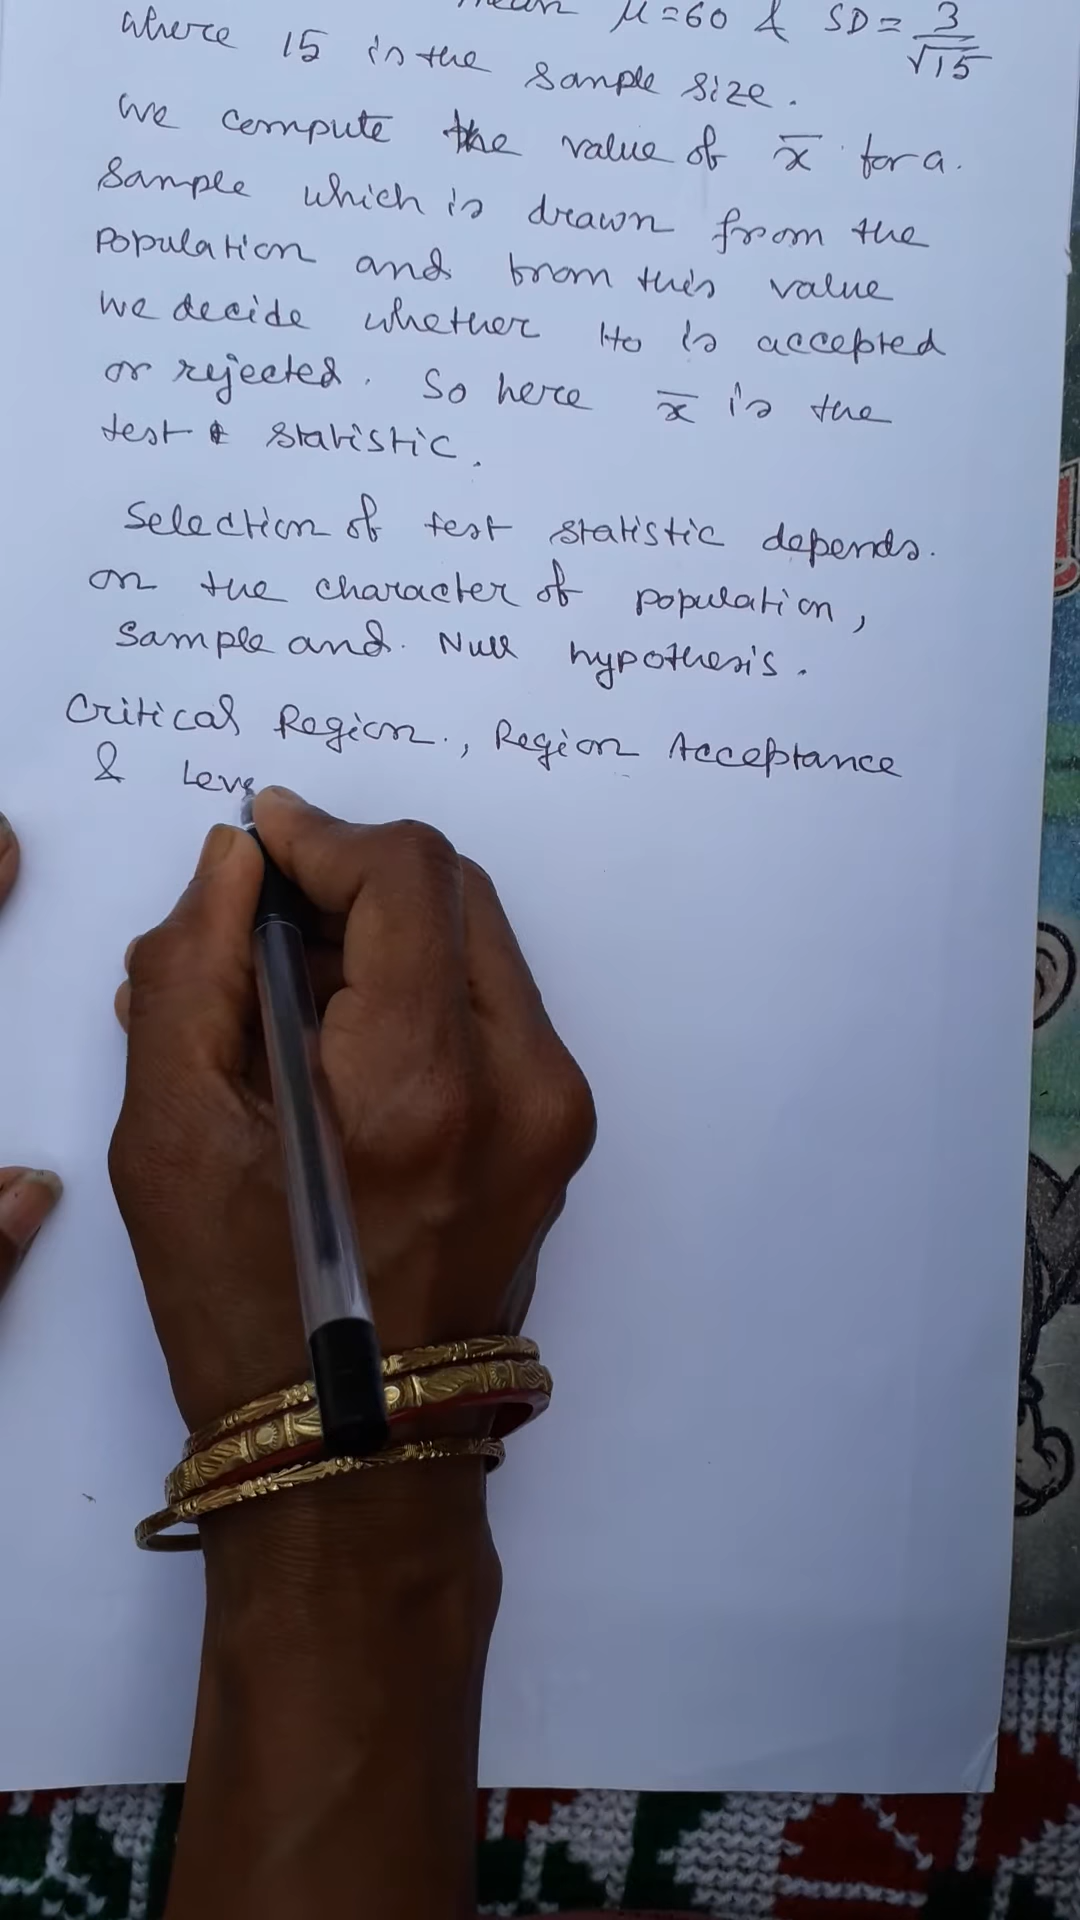 mean μ=60 & SD= 3/√15
where 15 is the sample size.
we compute the value of x̄ for a.
sample which is drawn from the
population and from this value
we decide whether Ho is accepted
or rejected. So here x̄ is the
test statistic.
Selection of test statistic depends.
on the character of population,
sample and. Null hypothesis.
Critical Region., Region Acceptance
& Leve